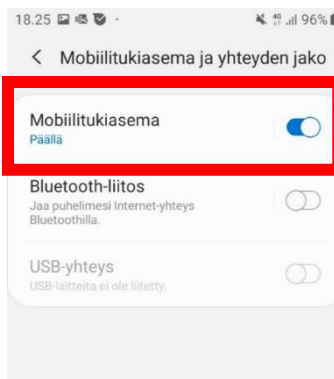 18.25 4G 96%
< Mobiilitukiasema ja yhteyden jako
Mobiilitukiasema
Päällä
Bluetooth-liitos
Jaa puhelimesi Internet-yhteys
Bluetoothilla.
USB-yhteys
USB-laitteita ei ole liitetty.